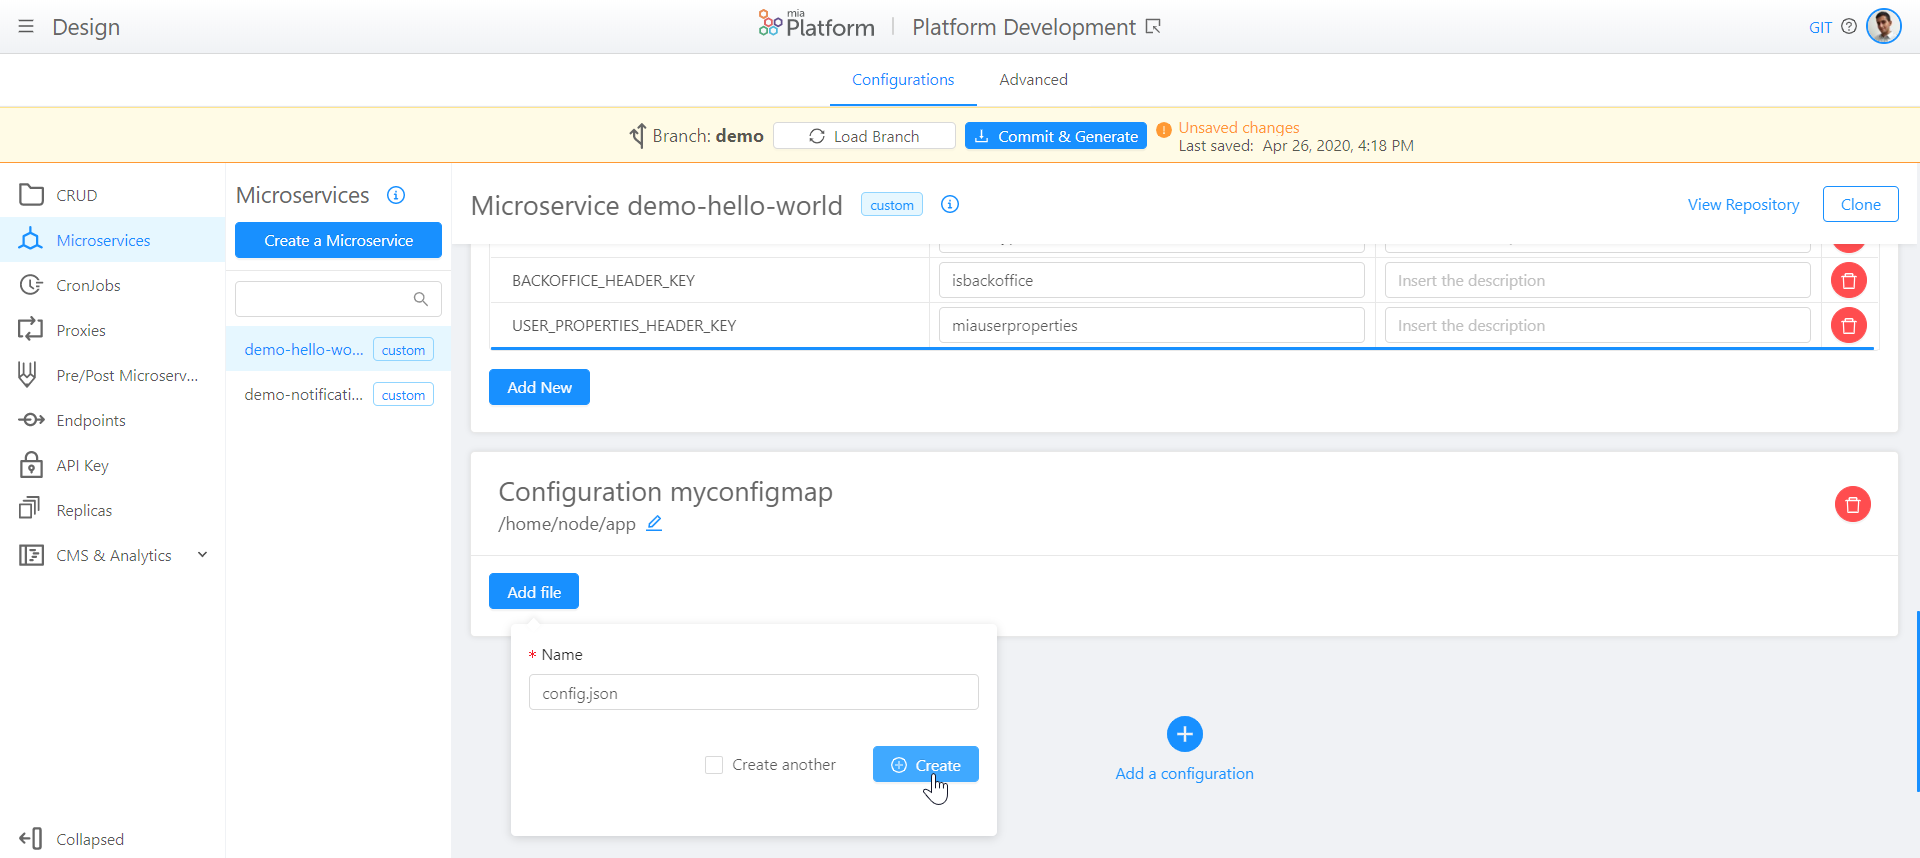 Design
mia
Platform
Platform Development
GIT
Configurations
Advanced
Branch: demo
Load Branch
Commit & Generate
Unsaved changes
Last saved: Apr 26, 2020, 4:18 PM
CRUD
Microservices
CronJobs
Proxies
Pre/Post Microserv...
Endpoints
API Key
Replicas
CMS & Analytics
Collapsed
Microservices
Create a Microservice
demo-hello-wo... custom
demo-notificati... custom
Microservice demo-hello-world custom
View Repository
Clone
BACKOFFICE_HEADER_KEY isbackoffice Insert the description
USER_PROPERTIES_HEADER_KEY miauserproperties Insert the description
Add New
Configuration myconfigmap
/home/node/app
Add file
* Name
config.json
Create another
Create
Add a configuration